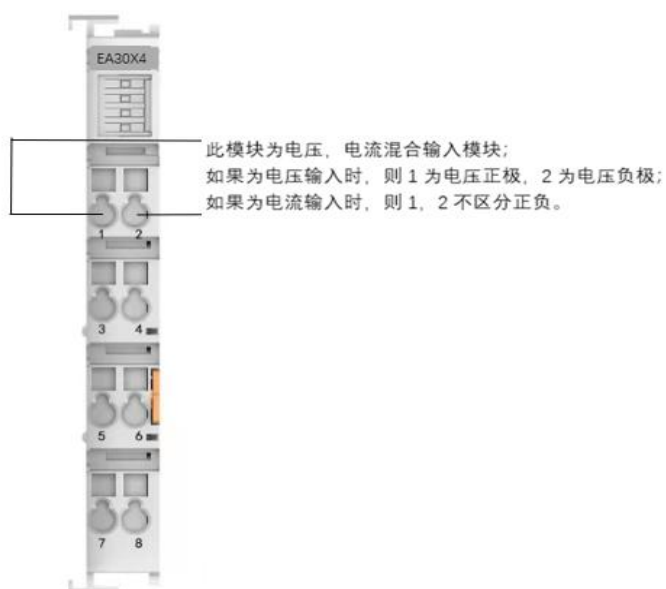 EA30X4
此模块为电压，电流混合输入模块；
如果为电压输入时，则 1 为电压正极，2 为电压负极；
如果为电流输入时，则 1，2 不区分正负。
1 2
3 4
5 6
7 8